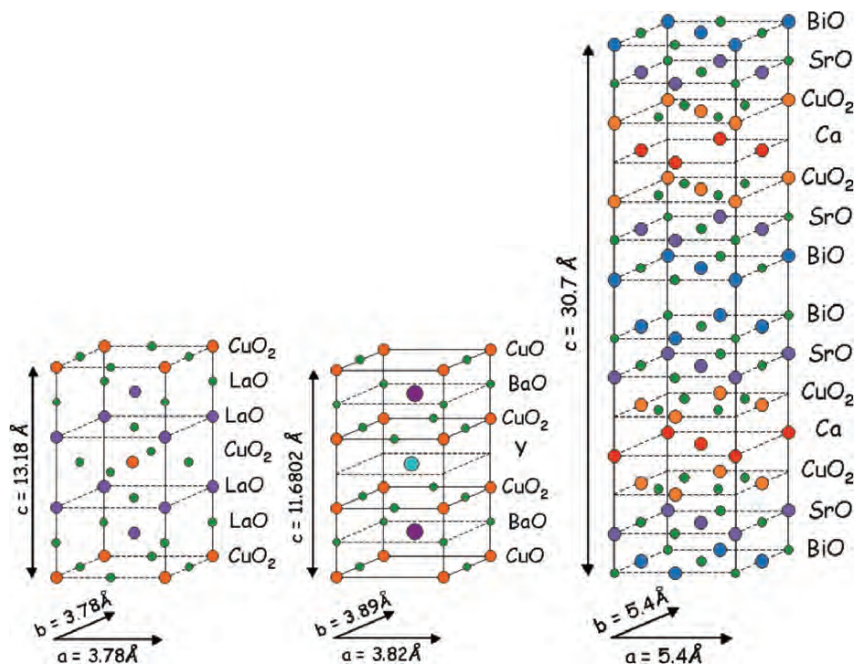 CuO₂
LaO
LaO
CuO₂
LaO
LaO
CuO₂
c = 13.18 Å
b = 3.78Å
a = 3.78Å
CuO
BaO
CuO₂
Y
CuO₂
BaO
CuO
c = 11.6802 Å
b = 3.89Å
a = 3.82Å
BiO
SrO
CuO₂
Ca
CuO₂
SrO
BiO
BiO
SrO
CuO₂
Ca
CuO₂
SrO
BiO
c = 30.7 Å
b = 5.4Å
a = 5.4Å